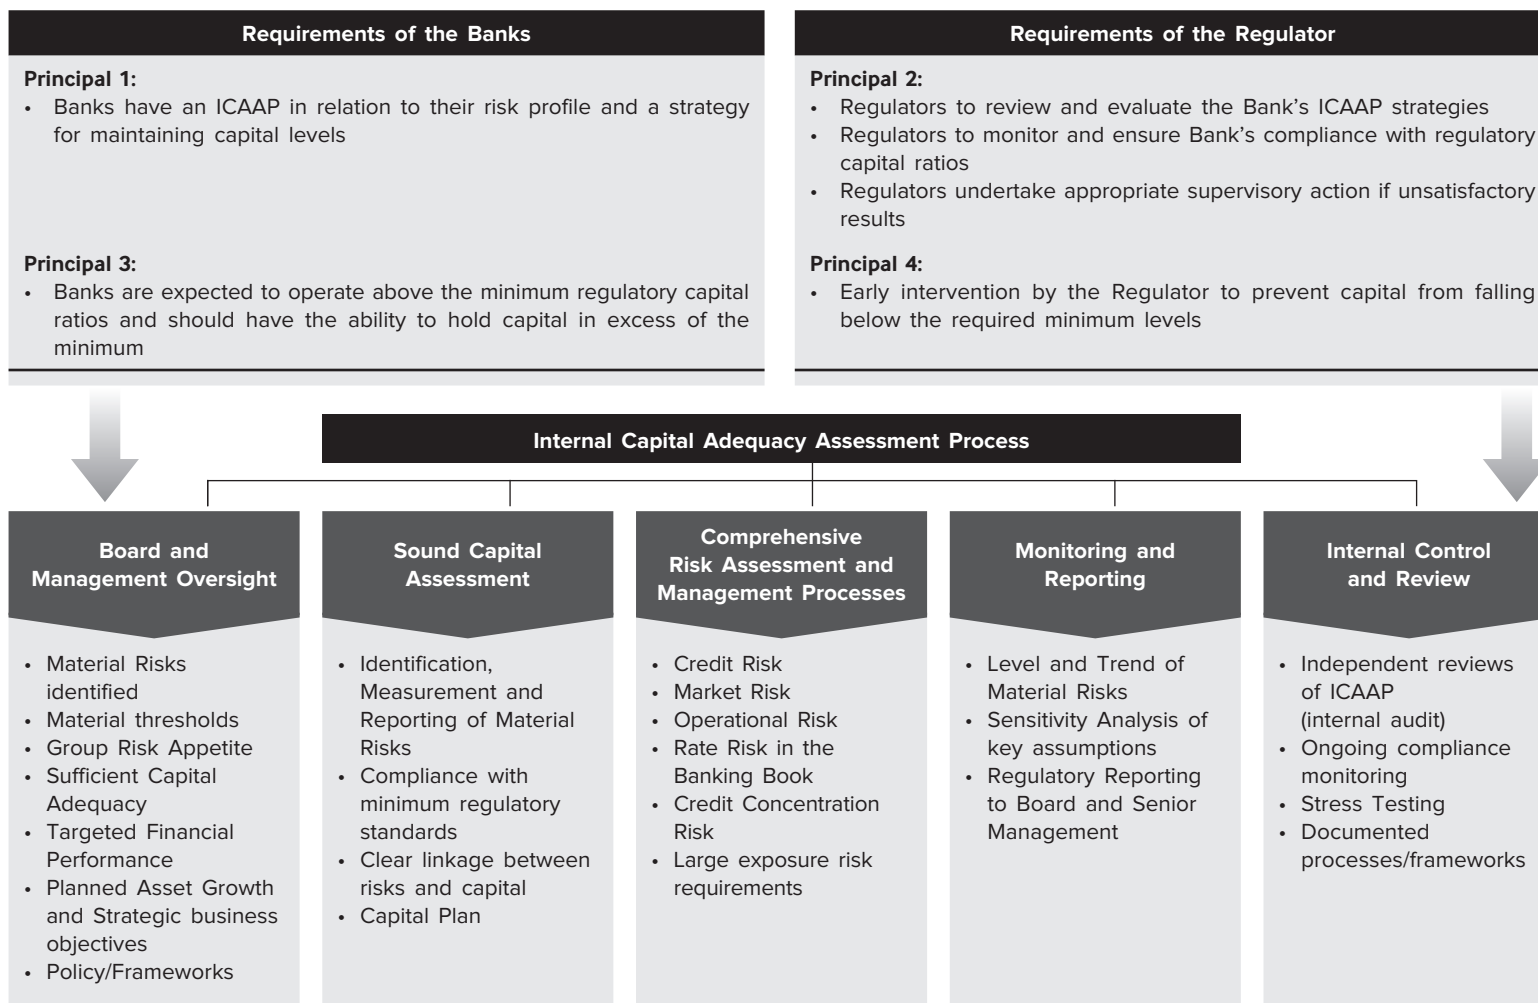 Requirements of the Banks
Principal 1:
• Banks have an ICAAP in relation to their risk profile and a strategy
for maintaining capital levels
Principal 3:
• Banks are expected to operate above the minimum regulatory capital
ratios and should have the ability to hold capital in excess of the
minimum
Requirements of the Regulator
Principal 2:
• Regulators to review and evaluate the Bank’s ICAAP strategies
• Regulators to monitor and ensure Bank’s compliance with regulatory
capital ratios
• Regulators undertake appropriate supervisory action if unsatisfactory
results
Principal 4:
• Early intervention by the Regulator to prevent capital from falling
below the required minimum levels
Internal Capital Adequacy Assessment Process
Board and
Management Oversight
• Material Risks
identified
• Material thresholds
• Group Risk Appetite
• Sufficient Capital
Adequacy
• Targeted Financial
Performance
• Planned Asset Growth
and Strategic business
objectives
• Policy/Frameworks
Sound Capital
Assessment
• Identification,
Measurement and
Reporting of Material
Risks
• Compliance with
minimum regulatory
standards
• Clear linkage between
risks and capital
• Capital Plan
Comprehensive
Risk Assessment and
Management Processes
• Credit Risk
• Market Risk
• Operational Risk
• Rate Risk in the
Banking Book
• Credit Concentration
Risk
• Large exposure risk
requirements
Monitoring and
Reporting
• Level and Trend of
Material Risks
• Sensitivity Analysis of
key assumptions
• Regulatory Reporting
to Board and Senior
Management
Internal Control
and Review
• Independent reviews
of ICAAP
(internal audit)
• Ongoing compliance
monitoring
• Stress Testing
• Documented
processes/frameworks